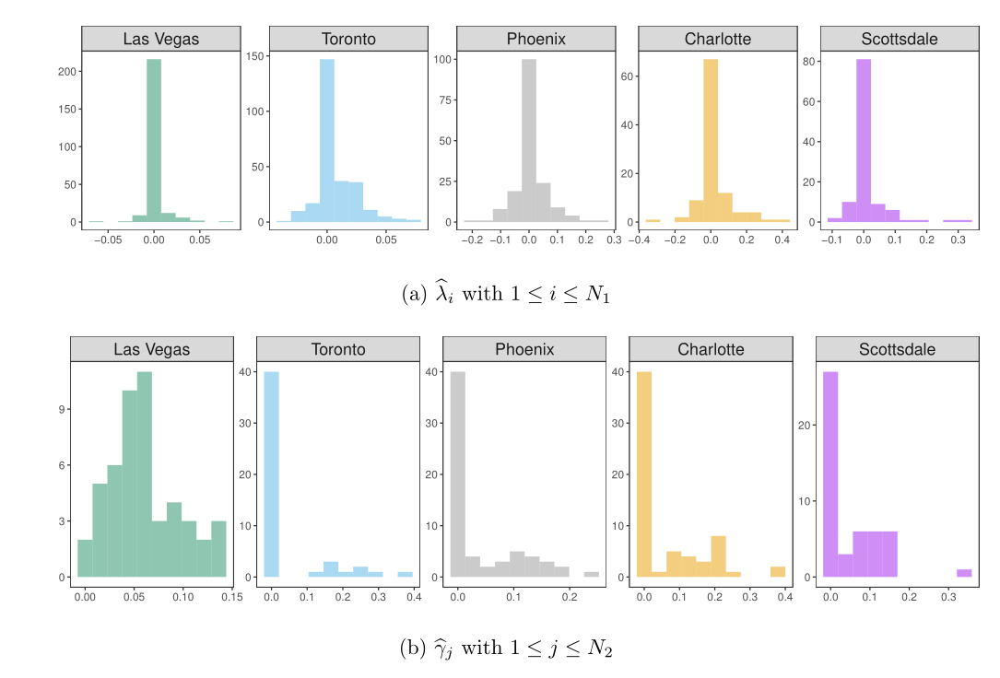 Las Vegas Toronto Phoenix Charlotte Scottsdale
200 150 100 50 0
150 100 50 0
100 75 50 25 0
60 40 20 0
80 60 40 20 0
−0.05 0.00 0.05
0.00 0.05
−0.2 −0.1 0.0 0.1 0.2 0.3
−0.4 −0.2 0.0 0.2 0.4
−0.1 0.0 0.1 0.2 0.3
(a) λ̂ᵢ with 1 ≤ i ≤ N₁
Las Vegas Toronto Phoenix Charlotte Scottsdale
9 6 3 0
40 30 20 10 0
40 30 20 10 0
40 30 20 10 0
20 10 0
0.00 0.05 0.10 0.15
0.0 0.1 0.2 0.3 0.4
0.0 0.1 0.2
0.0 0.1 0.2 0.3 0.4
0.0 0.1 0.2 0.3
(b) γ̂ⱼ with 1 ≤ j ≤ N₂